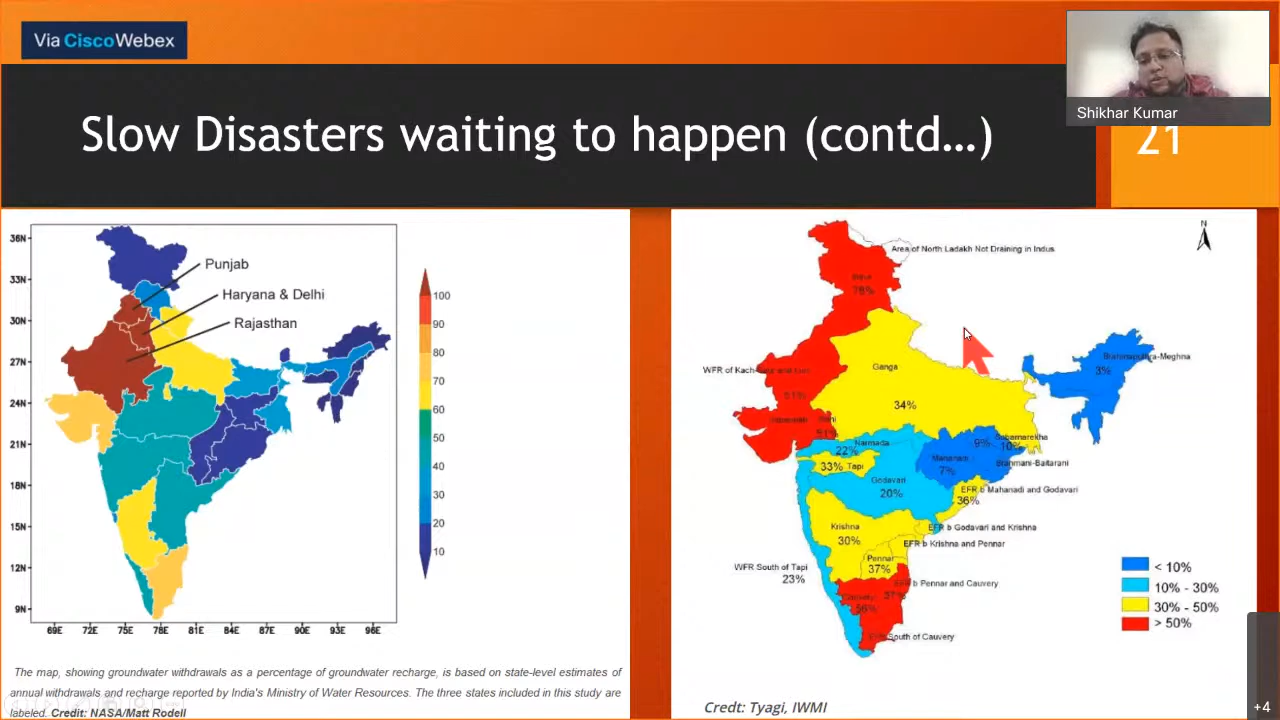 Via CiscoWebex
Shikhar Kumar
Slow Disasters waiting to happen (contd…)
21
36N
33N
30N
27N
24N
21N
18N
15N
12N
9N
69E 72E 75E 78E 81E 84E 87E 90E 93E 96E
Punjab
Haryana & Delhi
Rajasthan
100
90
80
70
60
50
40
30
20
10
The map, showing groundwater withdrawals as a percentage of groundwater recharge, is based on state-level estimates of
annual withdrawals and recharge reported by India's Ministry of Water Resources. The three states included in this study are
labeled. Credit: NASA/Matt Rodell
N
Area of North Ladakh Not Draining in Indus
78%
Ganga
34%
WFR of
Brahmaputra-Meghna
3%
Narmada
22%
33% Tapi
Godavari
20%
Mahanadi
7%
9%
Subarnarekha
10%
Brahmani-Baitarani
EFR b Mahanadi and Godavari
36%
EFR b Godavari and Krishna
Krishna
30%
EFR b Krishna and Pennar
Pennar
37%
WFR South of Tapi
23%
EFR b Pennar and Cauvery
Cauvery
South of Cauvery
< 10%
10% - 30%
30% - 50%
> 50%
Credt: Tyagi, IWMI
+4